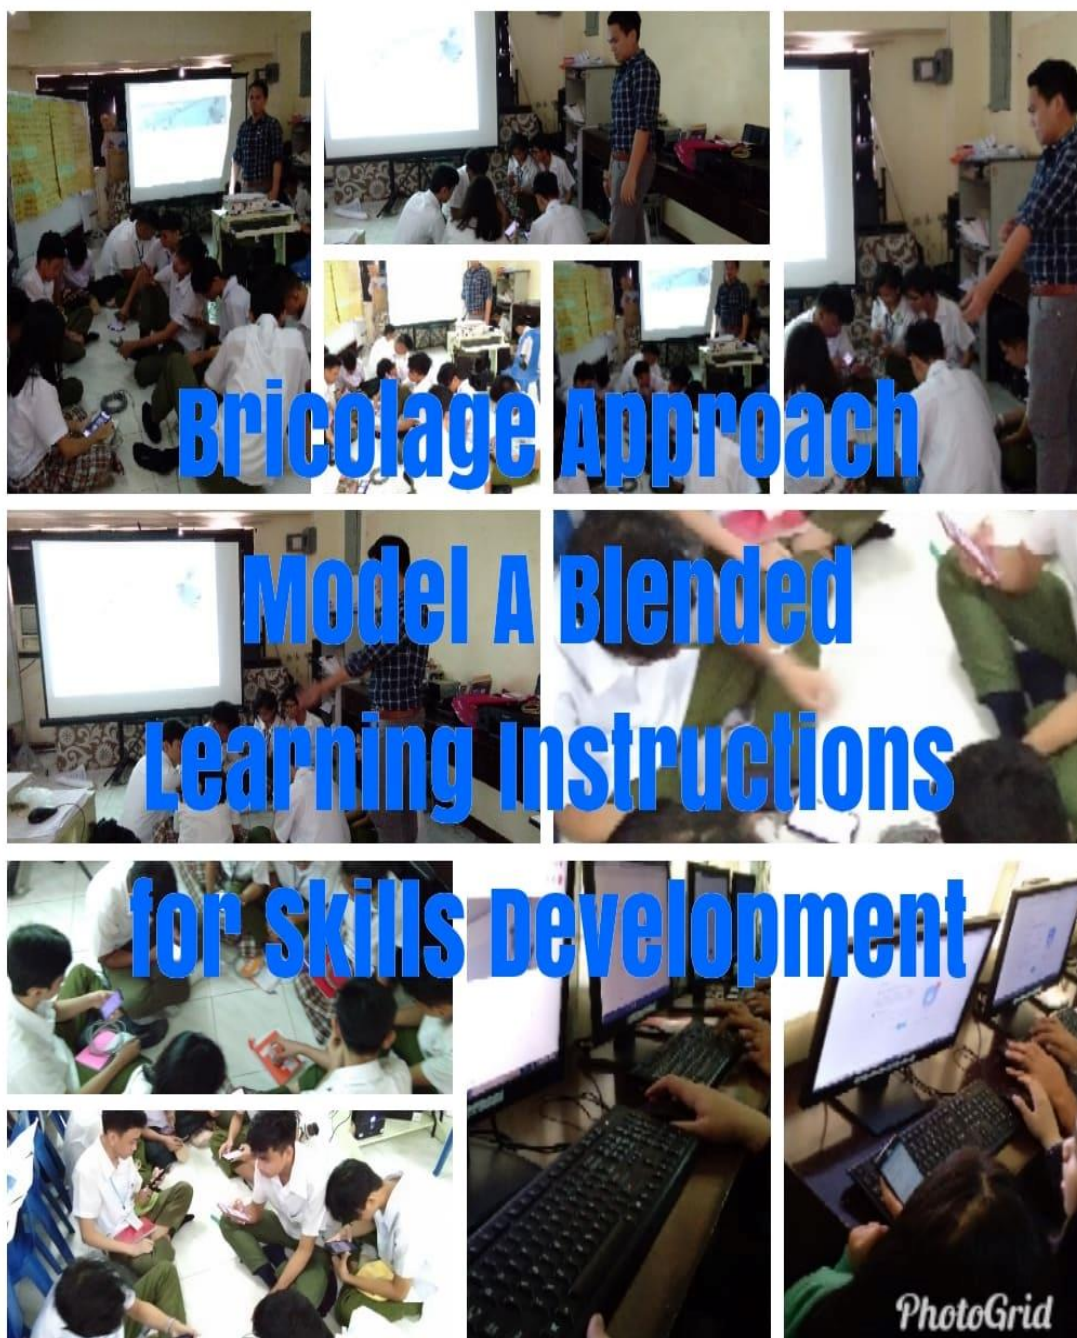 Bricolage Approach
Model A Blended
Learning Instructions
for Skills Development
PhotoGrid